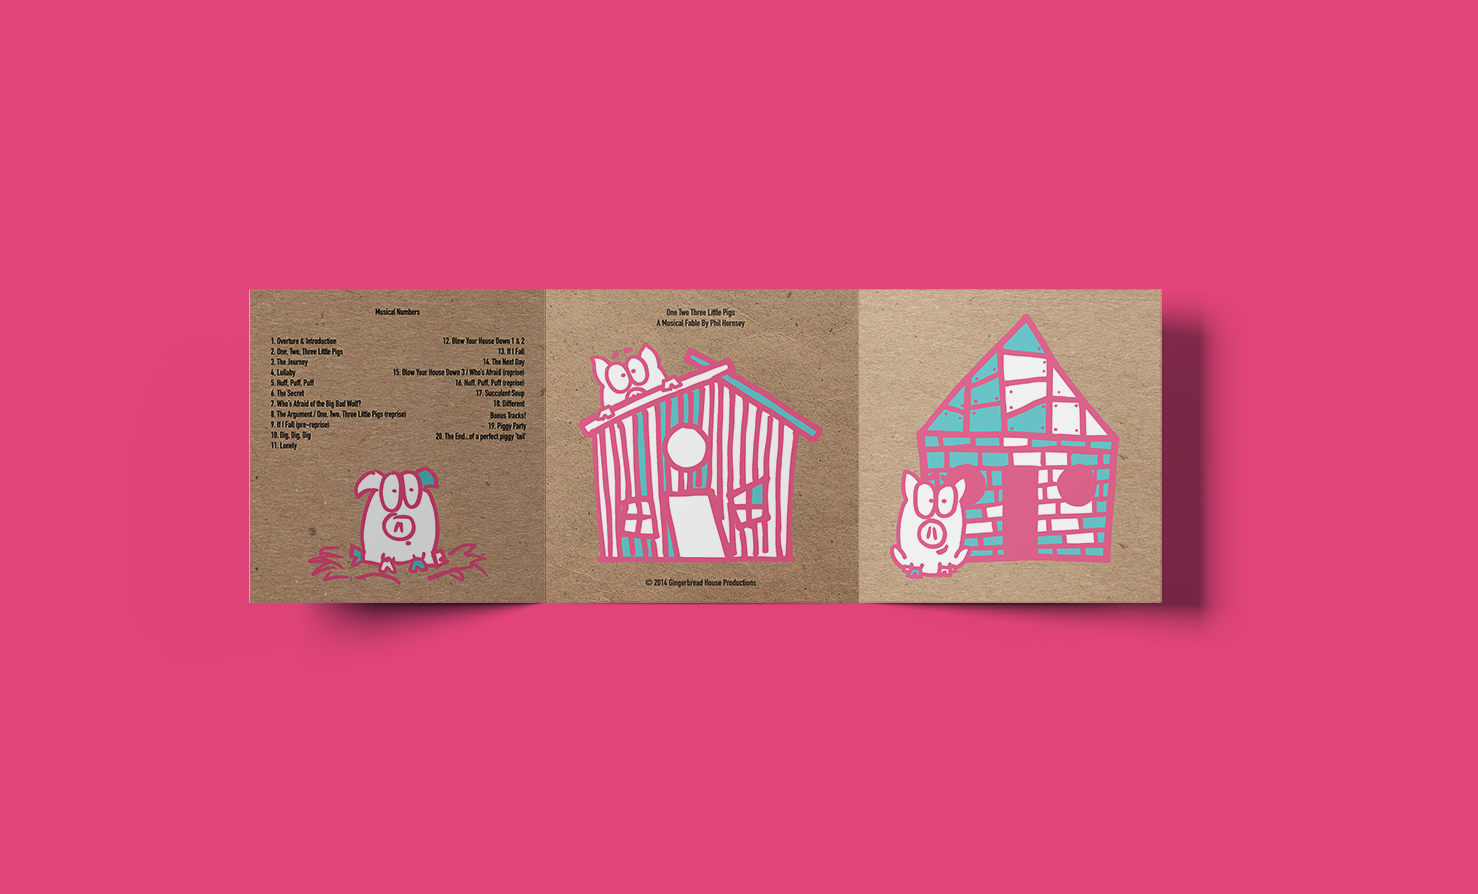 Musical Numbers
1. Overture & Introduction
2. One, Two, Three Little Pigs
3. The Journey
4. Lullaby
5. Huff, Puff, Puff
6. The Secret
7. Who's Afraid of the Big Bad Wolf?
8. The Argument / One, Two, Three Little Pigs (reprise)
9. If I Fall (pre-reprise)
10. Dig, Dig, Dig
11. Lonely
12. Blow Your House Down 1 & 2
13. If I Fall
14. The Next Day
15. Blow Your House Down 3 / Who's Afraid (reprise)
16. Huff, Puff, Puff (reprise)
17. Succulent Soup
18. Different
Bonus Tracks!
19. Piggy Party
20. The End...of a perfect piggy 'tail'
One Two Three Little Pigs
A Musical Fable By Phil Hornsey
© 2014 Gingerbread House Productions